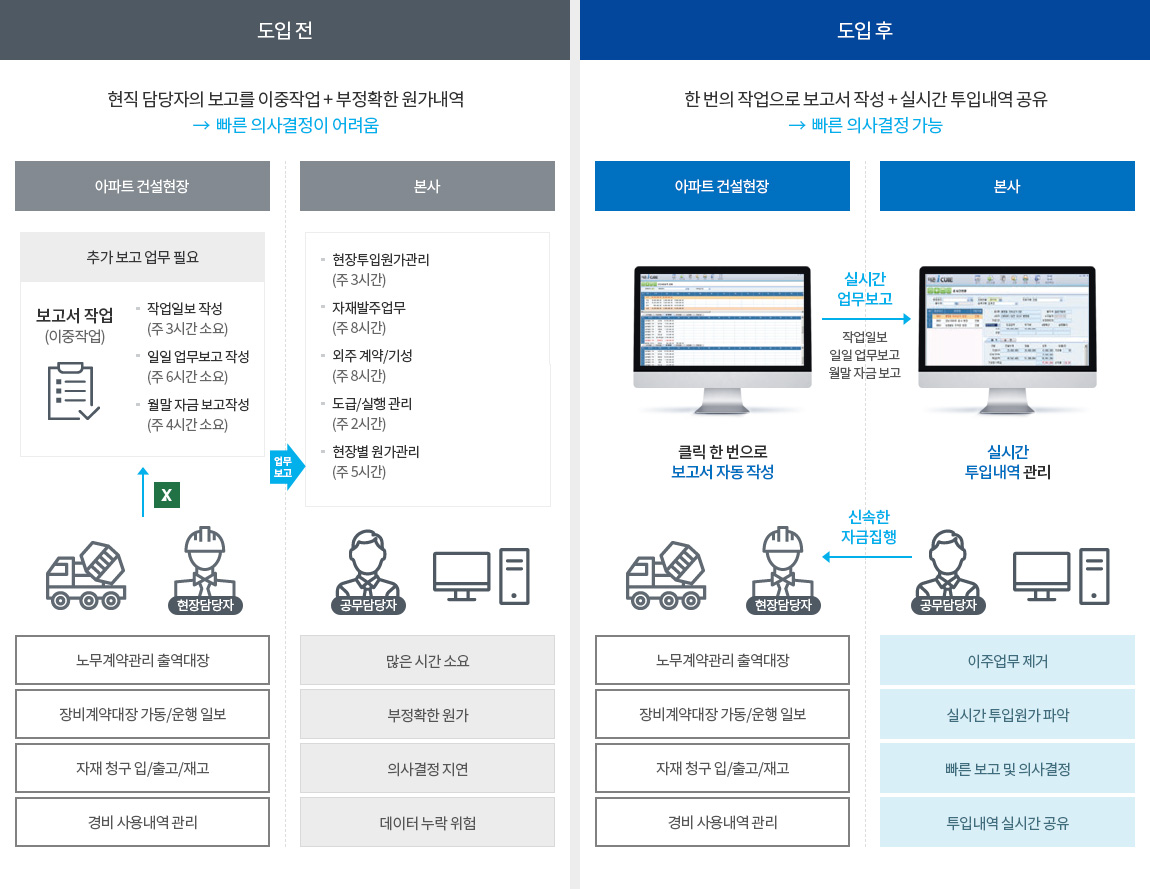 도입 전
현직 담당자의 보고를 이중작업 + 부정확한 원가내역
→ 빠른 의사결정이 어려움
아파트 건설현장
추가 보고 업무 필요
보고서 작업
(이중작업)
작업일보 작성
(주 3시간 소요)
일일 업무보고 작성
(주 6시간 소요)
월말 자금 보고작성
(주 4시간 소요)
X
현장담당자
업무
보고
본사
현장투입원가관리
(주 3시간)
자재발주업무
(주 8시간)
외주 계약/기성
(주 8시간)
도급/실행 관리
(주 2시간)
현장별 원가관리
(주 5시간)
공무담당자
노무계약관리 출역대장
장비계약대장 가동/운행 일보
자재 청구 입/출고/재고
경비 사용내역 관리
많은 시간 소요
부정확한 원가
의사결정 지연
데이터 누락 위험
도입 후
한 번의 작업으로 보고서 작성 + 실시간 투입내역 공유
→ 빠른 의사결정 가능
아파트 건설현장
본사
iCUBE
실시간
업무보고
작업일보
일일 업무보고
월말 자금 보고
iCUBE
클릭 한 번으로
보고서 자동 작성
실시간
투입내역 관리
신속한
자금집행
현장담당자
공무담당자
노무계약관리 출역대장
장비계약대장 가동/운행 일보
자재 청구 입/출고/재고
경비 사용내역 관리
이주업무 제거
실시간 투입원가 파악
빠른 보고 및 의사결정
투입내역 실시간 공유